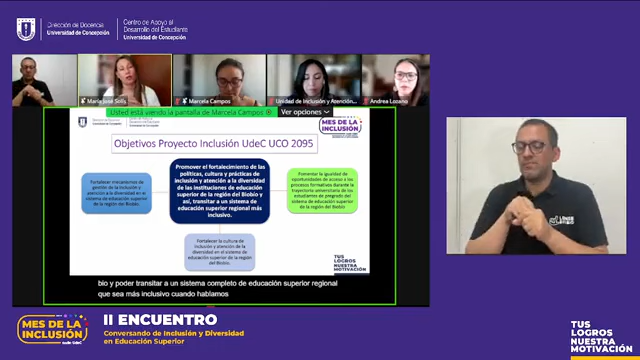 Dirección de Docencia
Universidad de Concepción
Centro de Apoyo al
Desarrollo del Estudiante
Universidad de Concepción
María José Solís
Marcela Campos
Unidad de Inclusión y Atención...
Andrea Lozano
Usted está viendo la pantalla de Marcela Campos
Ver opciones
MES DE LA
INCLUSIÓN
Objetivos Proyecto Inclusión UdeC UCO 2095
Fortalecer mecanismos de
gestión de la inclusión y
atención a la diversidad en el
sistema de educación superior
de la región del Biobío
Promover el fortalecimiento de las
políticas, cultura y prácticas de
inclusión y atención a la diversidad
de las instituciones de educación
superior de la región del Biobío y
así, transitar a un sistema de
educación superior regional más
inclusivo.
Fomentar la igualdad de
oportunidades de acceso a los
procesos formativos durante la
trayectoria universitaria de los
estudiantes de pregrado del
sistema de educación superior
de la región del Biobío
Fortalecer la cultura de
inclusión y atención de la
diversidad en el sistema de
educación superior de la región
del Biobío.
TUS
LOGROS
NUESTRA
MOTIVACIÓN
bio y poder transitar a un sistema completo de educación superior regional
que sea más inclusivo cuando hablamos
MES DE LA
INCLUSIÓN
II ENCUENTRO
Conversando de Inclusión y Diversidad
en Educación Superior
TUS
LOGROS
NUESTRA
MOTIVACIÓN